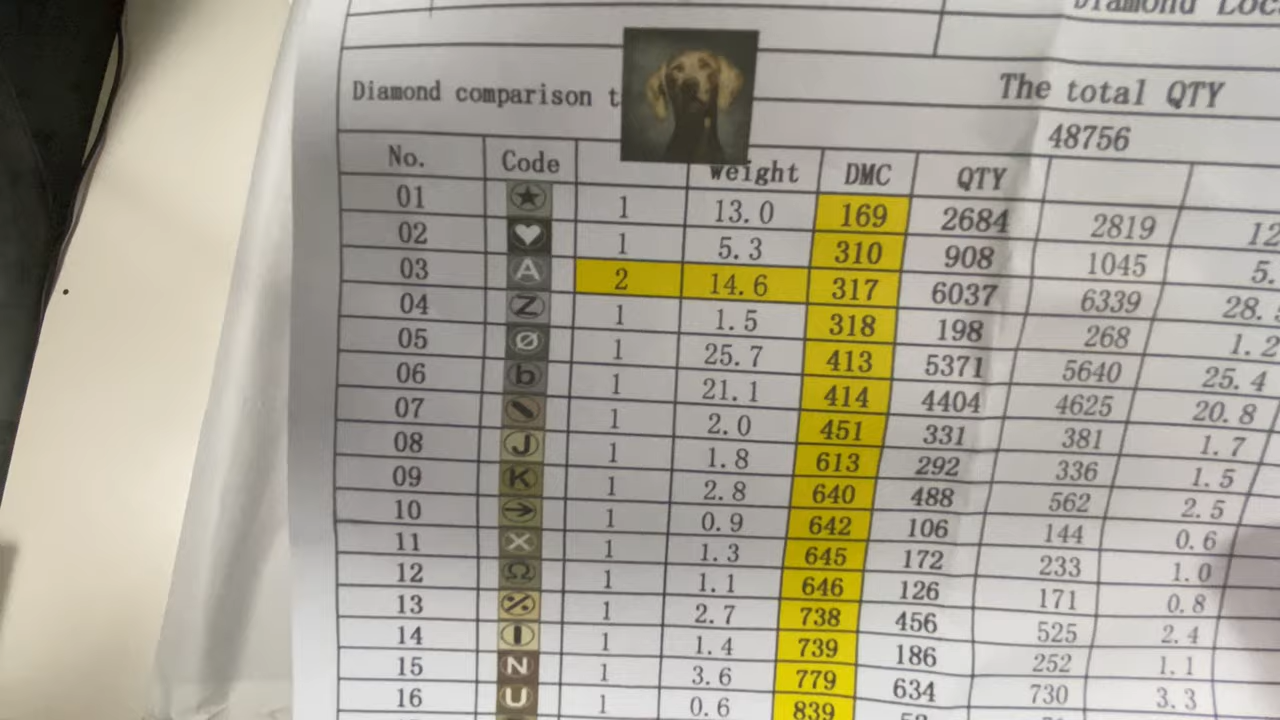 Diamond Loc
Diamond comparison t
The total QTY
48756
No. Code weight DMC QTY
01 ★ 1 13.0 169 2684 2819 12
02 ♥ 1 5.3 310 908 1045 5.
03 A 2 14.6 317 6037 6339 28.
04 Z 1 1.5 318 198 268 1.2
05 Ø 1 25.7 413 5371 5640 25.4
06 b 1 21.1 414 4404 4625 20.8
07 1 2.0 451 331 381 1.7
08 J 1 1.8 613 292 336 1.5
09 K 1 2.8 640 488 562 2.5
10 → 1 0.9 642 106 144 0.6
11 X 1 1.3 645 172 233 1.0
12 Ω 1 1.1 646 126 171 0.8
13 % 1 2.7 738 456 525 2.4
14 I 1 1.4 739 186 252 1.1
15 N 1 3.6 779 634 730 3.3
16 U 1 0.6 839